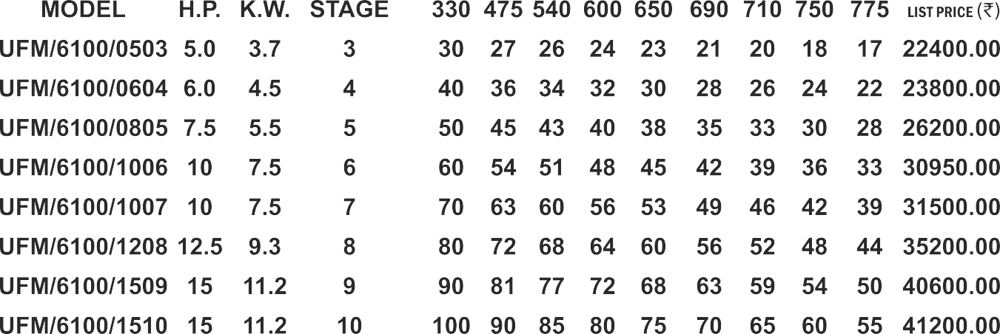 MODEL H.P. K.W. STAGE 330 475 540 600 650 690 710 750 775 LIST PRICE (₹)
UFM/6100/0503 5.0 3.7 3 30 27 26 24 23 21 20 18 17 22400.00
UFM/6100/0604 6.0 4.5 4 40 36 34 32 30 28 26 24 22 23800.00
UFM/6100/0805 7.5 5.5 5 50 45 43 40 38 35 33 30 28 26200.00
UFM/6100/1006 10 7.5 6 60 54 51 48 45 42 39 36 33 30950.00
UFM/6100/1007 10 7.5 7 70 63 60 56 53 49 46 42 39 31500.00
UFM/6100/1208 12.5 9.3 8 80 72 68 64 60 56 52 48 44 35200.00
UFM/6100/1509 15 11.2 9 90 81 77 72 68 63 59 54 50 40600.00
UFM/6100/1510 15 11.2 10 100 90 85 80 75 70 65 60 55 41200.00